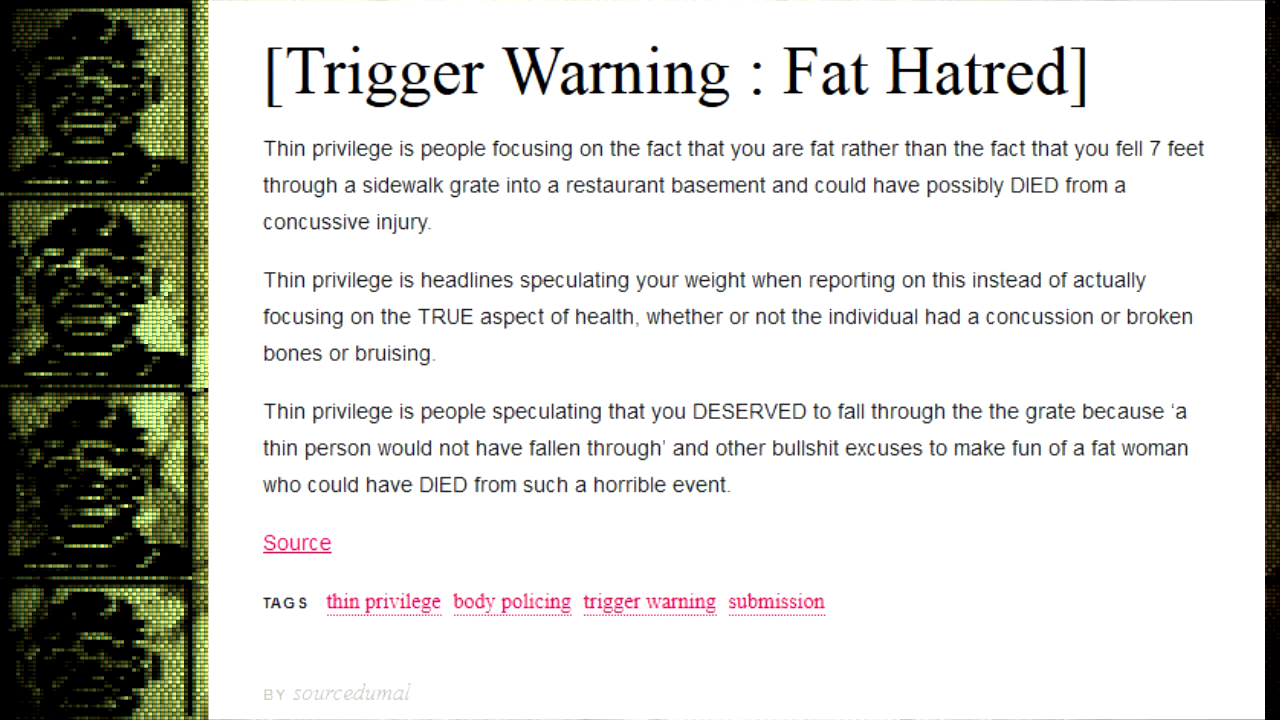 [Trigger Warning : Fat Hatred]
Thin privilege is people focusing on the fact that you are fat rather than the fact that you fell 7 feet
through a sidewalk grate into a restaurant basement and could have possibly DIED from a
concussive injury.
Thin privilege is headlines speculating your weight when reporting on this instead of actually
focusing on the TRUE aspect of health, whether or not the individual had a concussion or broken
bones or bruising.
Thin privilege is people speculating that you DESERVED to fall through the the grate because ‘a
thin person would not have fallen through’ and other bullshit excuses to make fun of a fat woman
who could have DIED from such a horrible event.
Source
TAGS thin privilege body policing trigger warning submission
BY sourcedumal